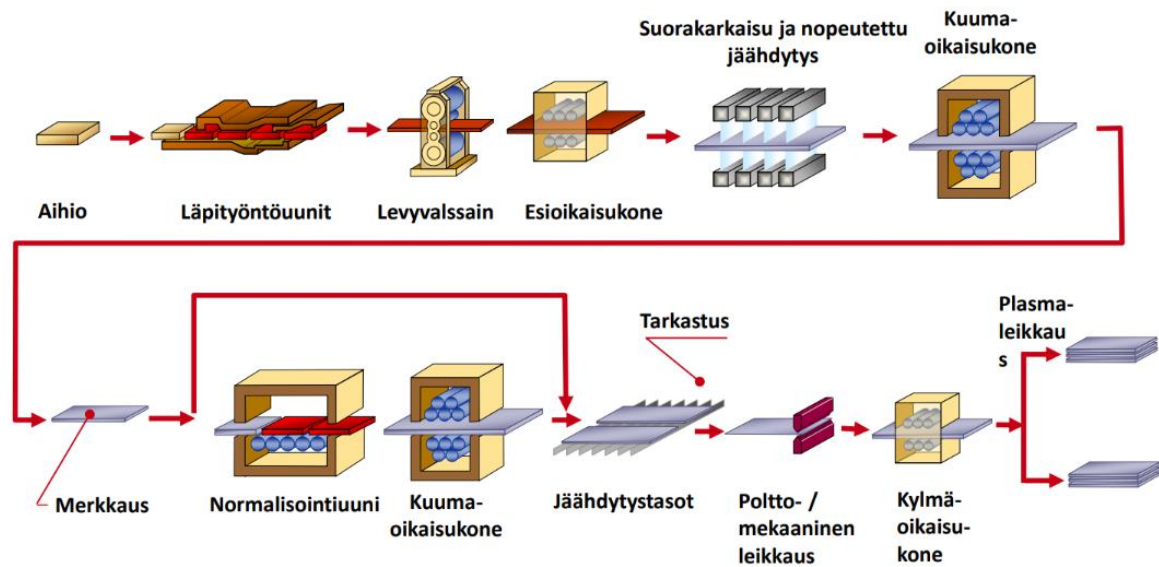 Suorakarkaisu ja nopeutettu
jäähdytys
Kuuma-
oikaisukone
Aihio
Läpityöntöuunit
Levyvalssain
Esioikaisukone
Tarkastus
Plasma-
leikkau
s
Merkkaus
Normalisointiuuni
Kuuma-
oikaisukone
Jäähdytystasot
Poltto- /
mekaaninen
leikkaus
Kylmä-
oikaisu-
kone